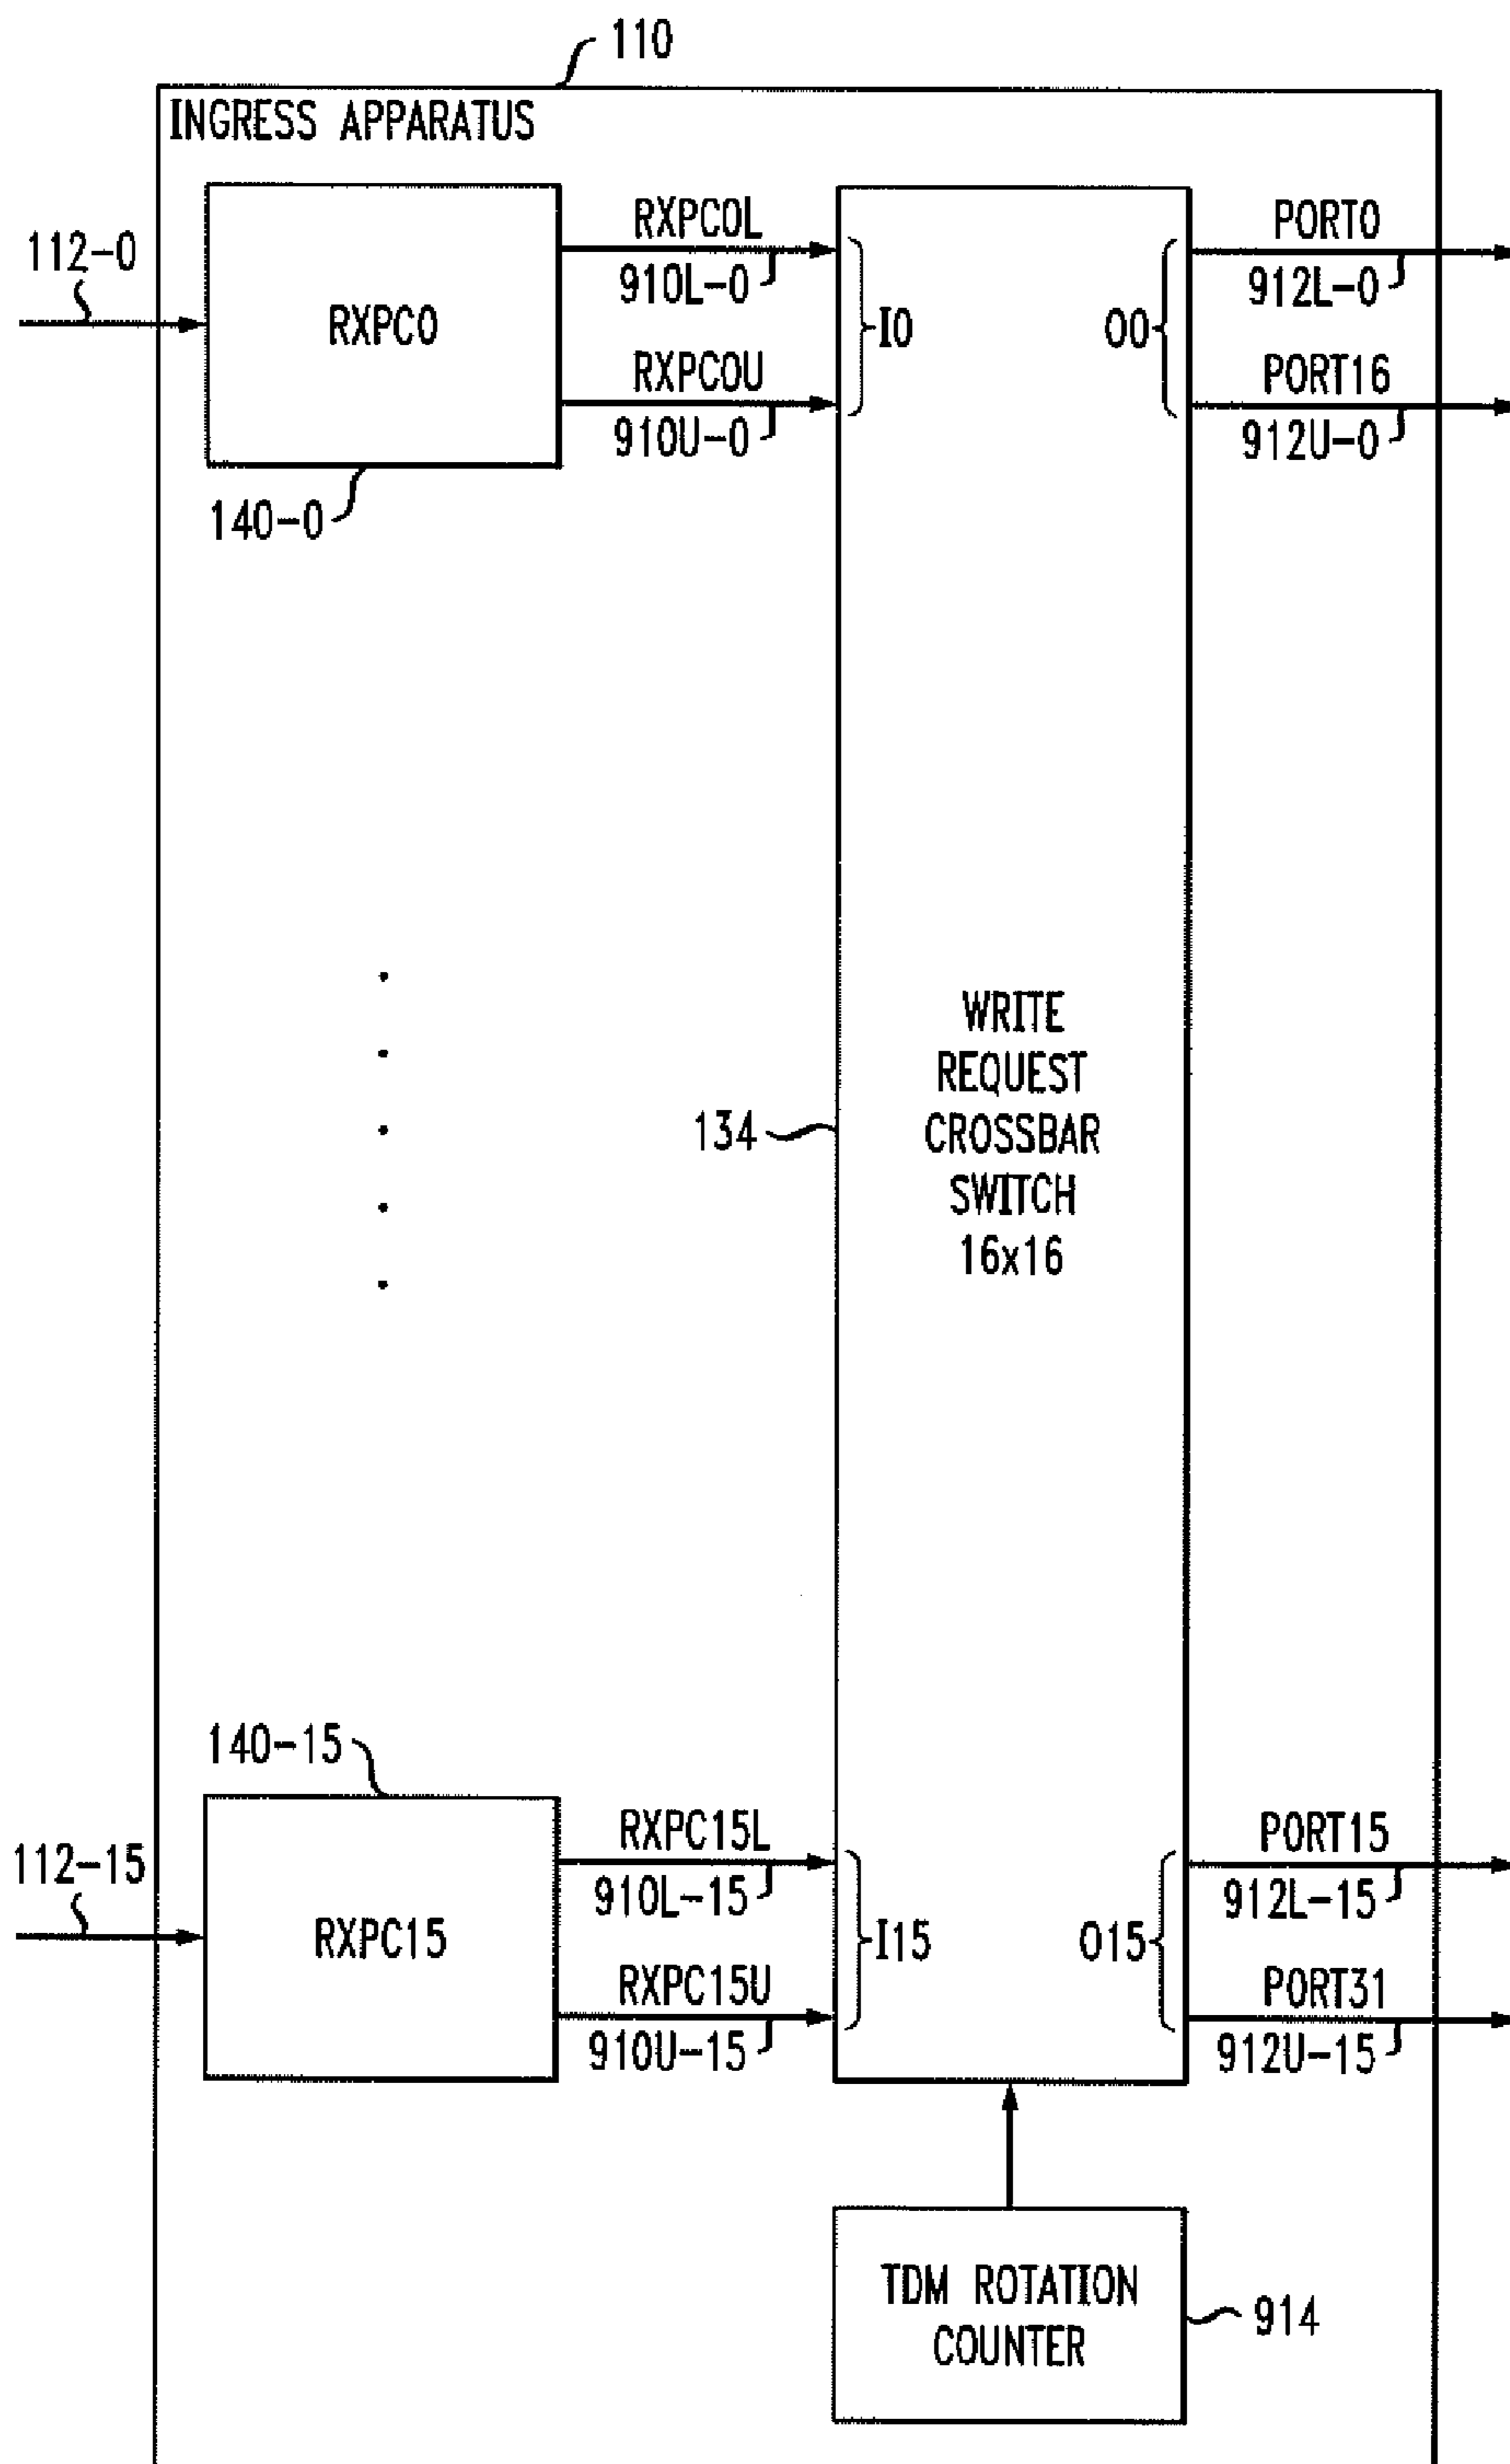 110
INGRESS APPARATUS
112-0
RXPC0
140-0
RXPC0L
910L-0
RXPC0U
910U-0
I0
O0
PORT0
912L-0
PORT16
912U-0
134
WRITE
REQUEST
CROSSBAR
SWITCH
16x16
140-15
112-15
RXPC15
RXPC15L
910L-15
RXPC15U
910U-15
I15
O15
PORT15
912L-15
PORT31
912U-15
TDM ROTATION
COUNTER
914